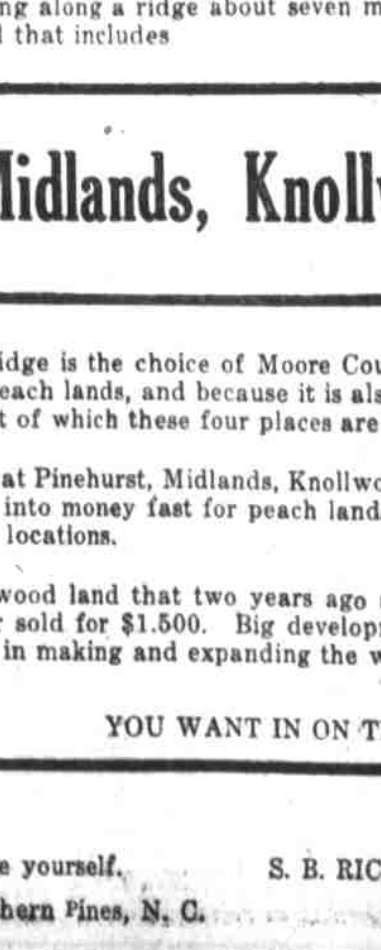 ng along a ridge about seven m
l that includes
Midlands, Knollw
idge is the choice of Moore Cou
each lands, and because it is als
t of which these four places are
at Pinehurst, Midlands, Knollwo
into money fast for peach land
locations.
wood land that two years ago
r sold for $1.500. Big developm
in making and expanding the w
YOU WANT IN ON T
e yourself. S. B. RIC
hern Pines, N. C.